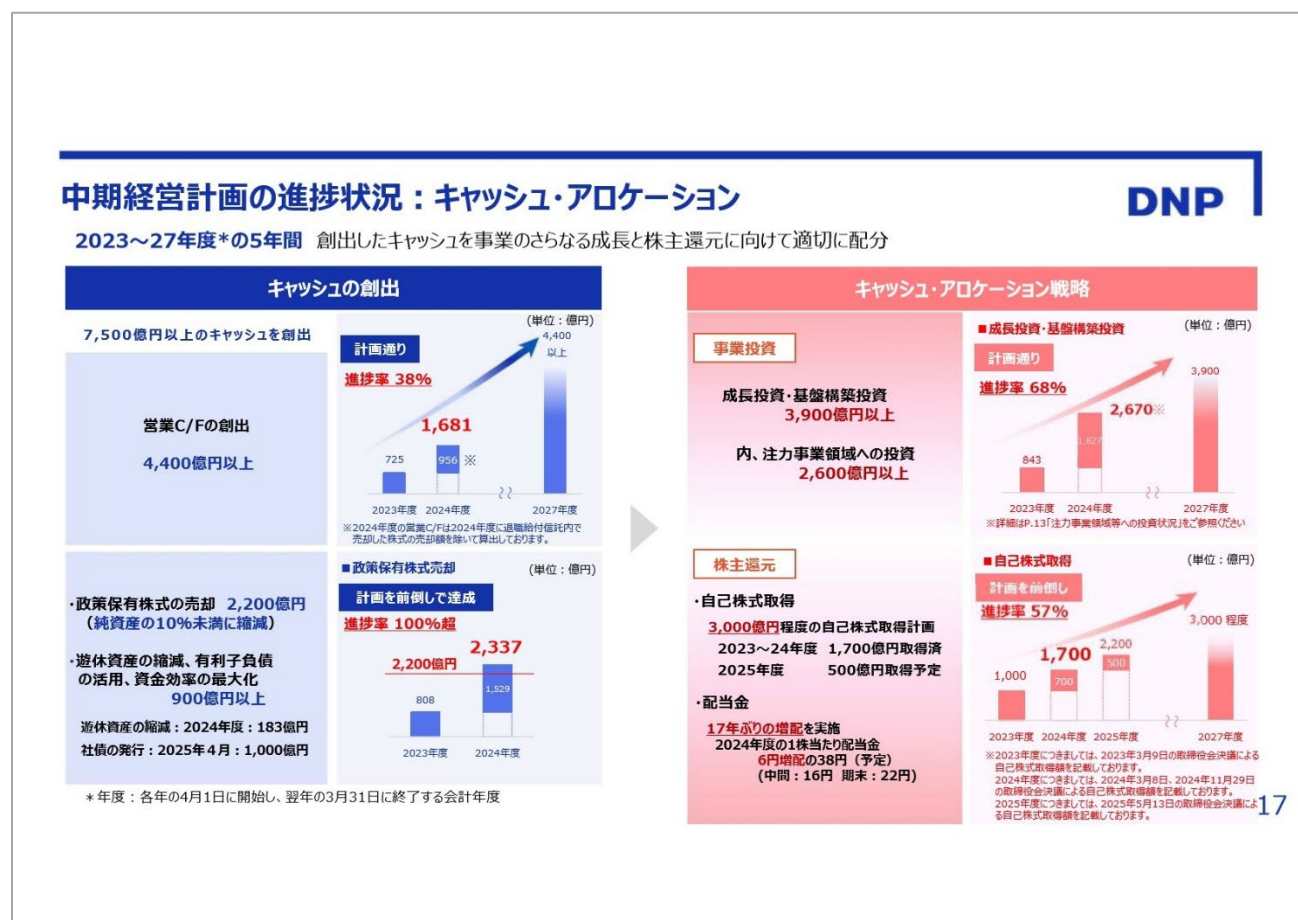 中期経営計画の進捗状況：キャッシュ・アロケーション
DNP
2023～27年度*の5年間 創出したキャッシュを事業のさらなる成長と株主還元に向けて適切に配分
キャッシュの創出
7,500億円以上のキャッシュを創出
営業C/Fの創出
4,400億円以上
(単位：億円)
計画通り
進捗率 38%
4,400
以上
1,681
725
956 ※
2023年度 2024年度 2027年度
※2024年度の営業C/Fは2024年度に退職給付信託内で
売却した株式の売却額を除いて算出しております。
・政策保有株式の売却 2,200億円
（純資産の10%未満に縮減）
・遊休資産の縮減、有利子負債
の活用、資金効率の最大化
900億円以上
遊休資産の縮減：2024年度：183億円
社債の発行：2025年４月：1,000億円
■政策保有株式売却 (単位：億円)
計画を前倒しで達成
進捗率 100%超
2,200億円
2,337
808
1,529
2023年度 2024年度
＊年度：各年の4月1日に開始し、翌年の3月31日に終了する会計年度
キャッシュ・アロケーション戦略
事業投資
成長投資・基盤構築投資
3,900億円以上
内、注力事業領域への投資
2,600億円以上
■成長投資・基盤構築投資 (単位：億円)
計画通り
進捗率 68%
3,900
2,670※
1,827
843
2023年度 2024年度 2027年度
※詳細はP.13「注力事業領域等への投資状況」をご参照ください
株主還元
・自己株式取得
3,000億円程度の自己株式取得計画
2023～24年度 1,700億円取得済
2025年度 500億円取得予定
・配当金
17年ぶりの増配を実施
2024年度の1株当たり配当金
6円増配の38円（予定）
（中間：16円 期末：22円）
■自己株式取得 (単位：億円)
計画を前倒し
進捗率 57%
3,000 程度
2,200
1,700
1,000
500
700
2023年度 2024年度 2025年度 2027年度
※2023年度につきましては、2023年3月9日の取締役会決議による
自己株式取得額を記載しております。
2024年度につきましては、2024年3月8日、2024年11月29日
の取締役会決議による自己株式取得額を記載しております。
2025年度につきましては、2025年5月13日の取締役会決議によ
る自己株式取得額を記載しております。
17